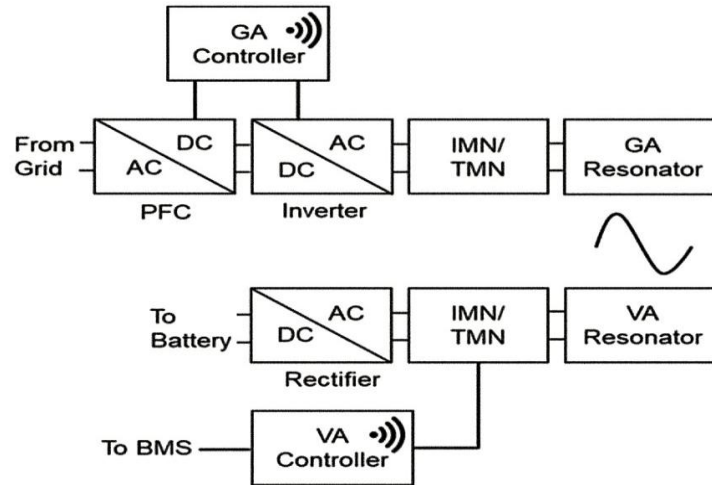 GA
Controller
From
Grid
DC
AC
AC
DC
IMN/
TMN
GA
Resonator
PFC
Inverter
To
Battery
AC
DC
IMN/
TMN
VA
Resonator
Rectifier
To BMS
VA
Controller